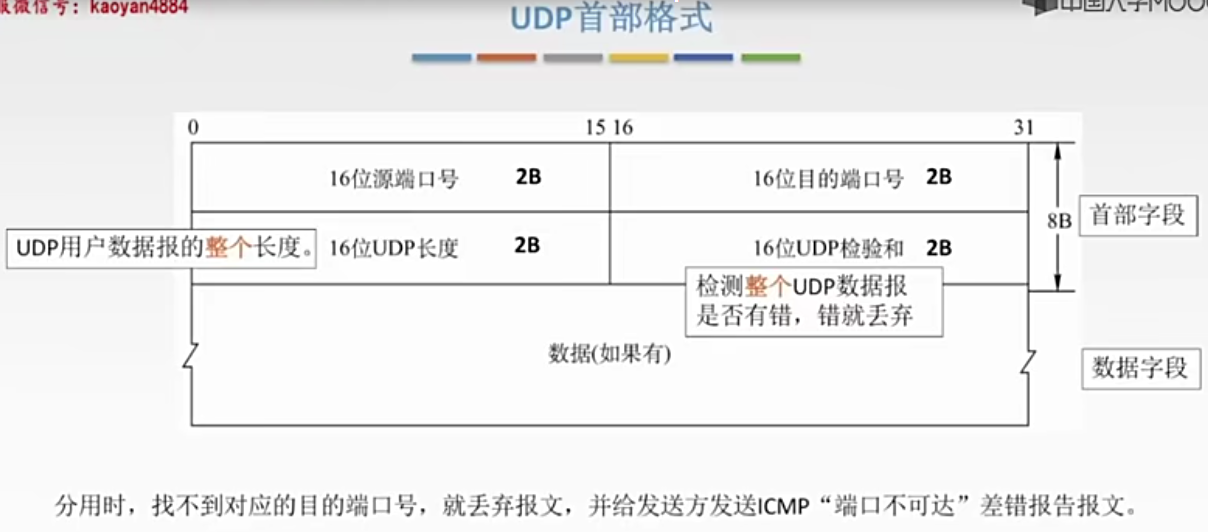 服微信号：kaoyan4884
中国大学MOO
UDP首部格式
0 15 16 31
16位源端口号 2B 16位目的端口号 2B
8B 首部字段
UDP用户数据报的整个长度。 16位UDP长度 2B 16位UDP检验和 2B
检测整个UDP数据报
是否有错，错就丢弃
数据(如果有)
数据字段
分用时，找不到对应的目的端口号，就丢弃报文，并给发送方发送ICMP“端口不可达”差错报告报文。